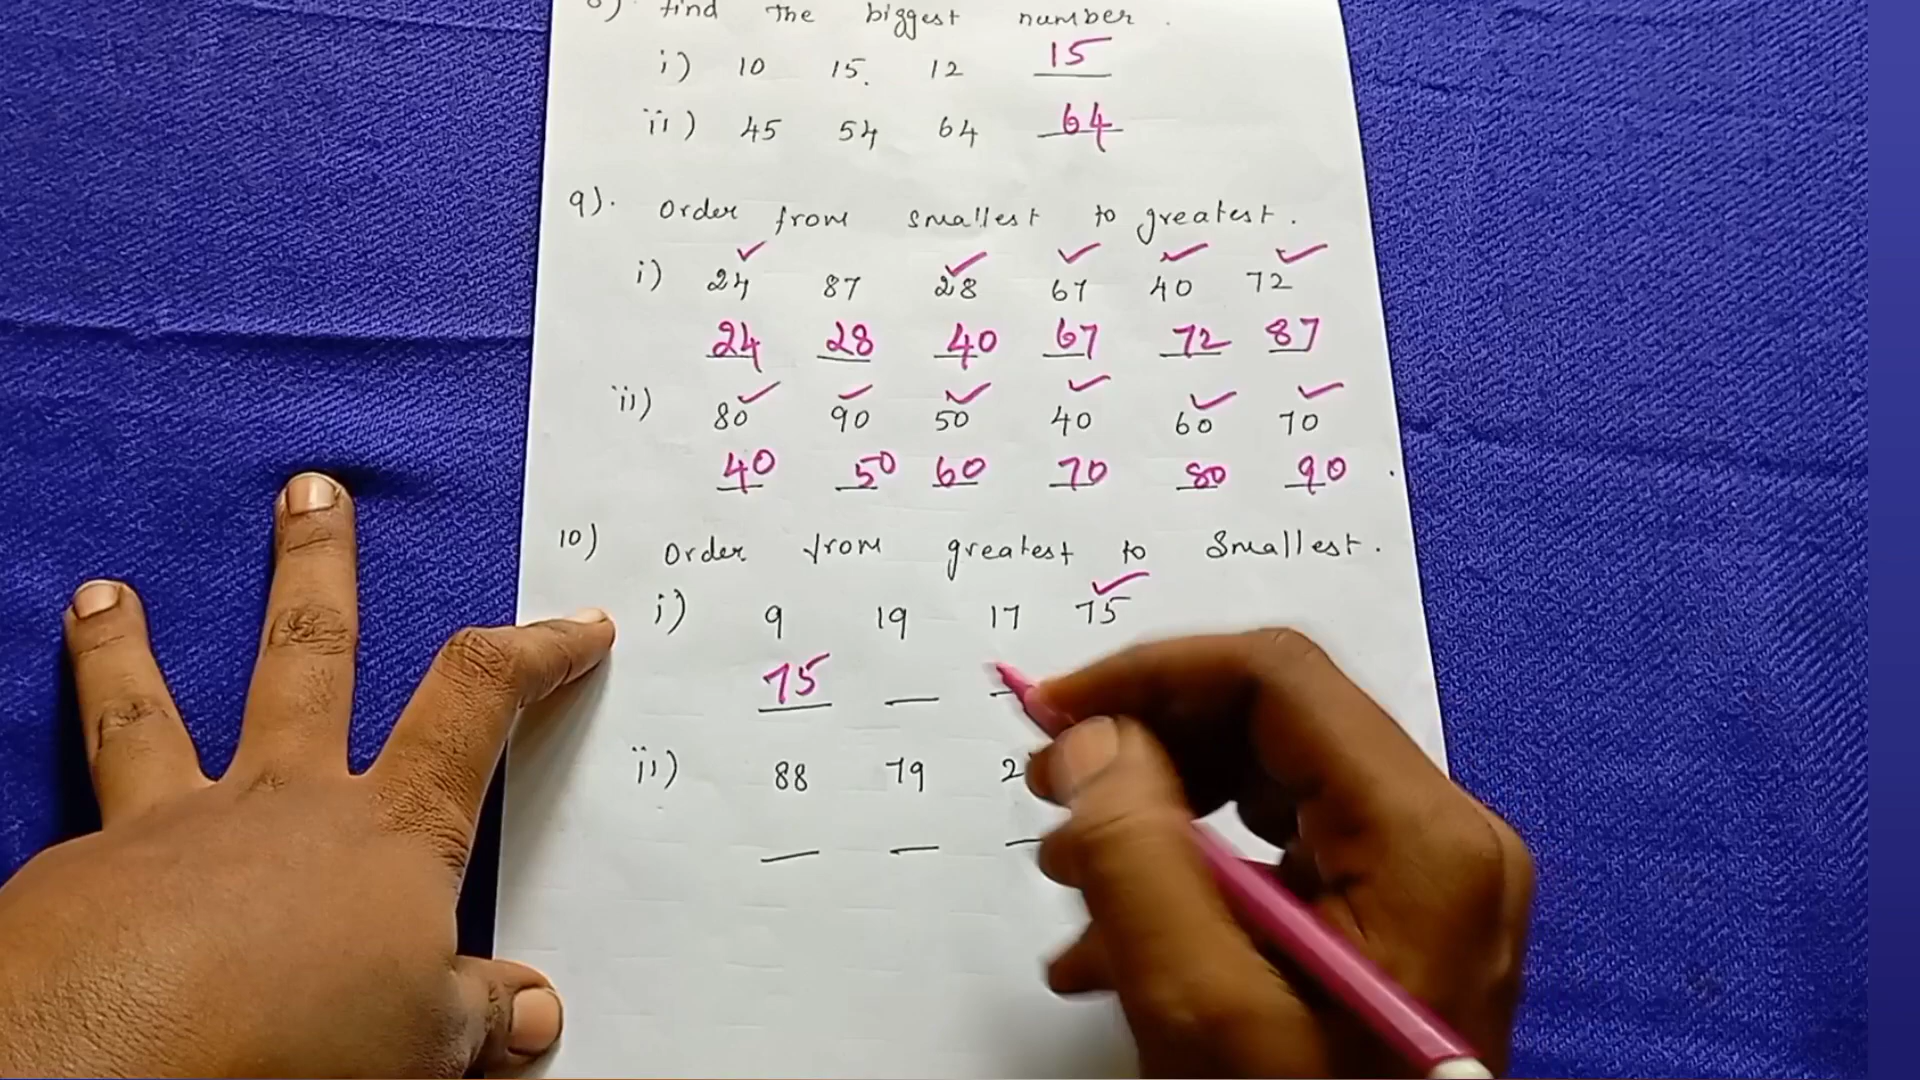 8) Find The biggest number.
i) 10 15. 12 15
ii) 45 54 64 64
9). Order from smallest to greatest.
i) 24 87 28 67 40 72
24 28 40 67 72 87
ii) 80 90 50 40 60 70
40 50 60 70 80 90.
10) Order from greatest to Smallest.
i) 9 19 17 75
75
ii) 88 79